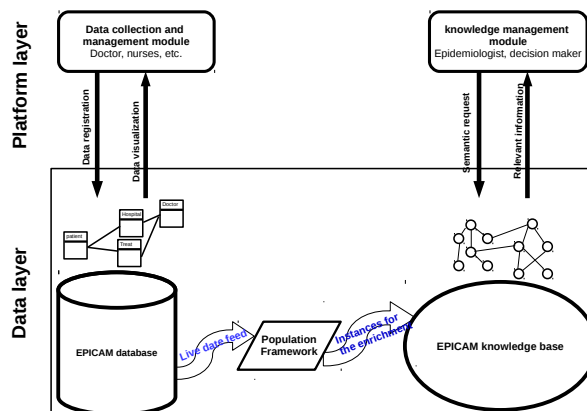 Platform layer
Data collection and
management module
Doctor, nurses, etc.
knowledge management
module
Epidemiologist, decision maker
Data registration
Data visualization
Semantic request
Relevant information
Data layer
patient
Hospital
Treat
Doctor
EPICAM database
Live date feed
Population
Framework
Instances for
the enrichment
EPICAM knowledge base